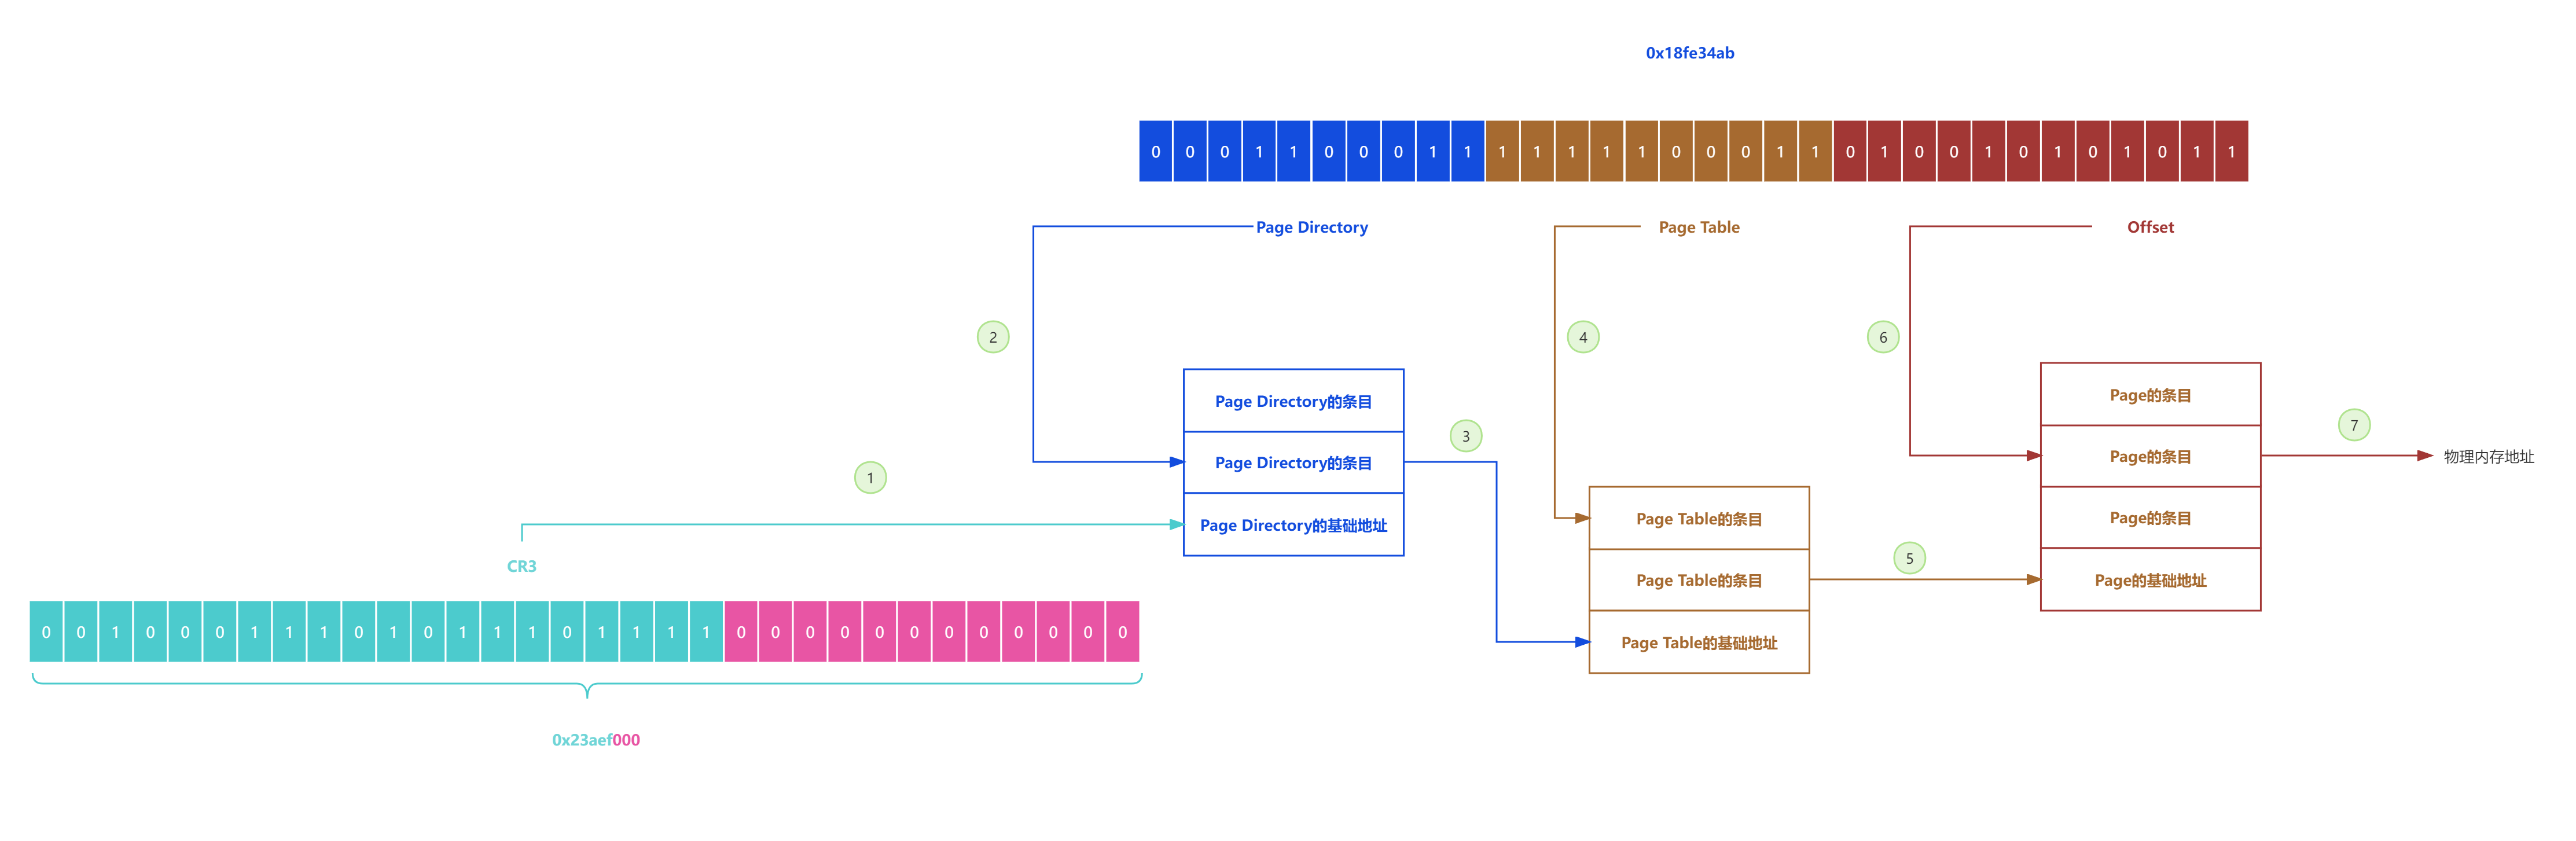 0x18fe34ab
0 0 0 1 1 0 0 0 1 1 1 1 1 1 1 0 0 0 1 1 0 1 0 0 1 0 1 0 1 0 1 1
Page Directory
Page Table
Offset
2
4
6
Page Directory的条目
Page Directory的条目
Page Directory的基础地址
3
1
Page的条目
Page的条目
Page的条目
Page的基础地址
7
物理内存地址
Page Table的条目
Page Table的条目
Page Table的基础地址
5
CR3
0 0 1 0 0 0 1 1 1 0 1 0 1 1 1 0 1 1 1 1 0 0 0 0 0 0 0 0 0 0 0 0
0x23aef000